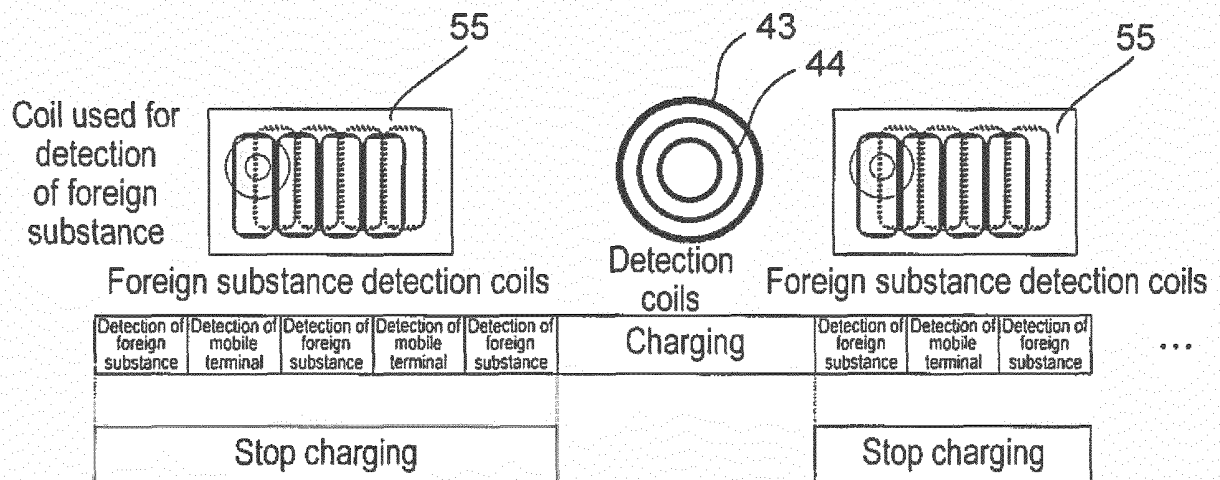 55
43
44
55
Coil used for
detection
of foreign
substance
Foreign substance detection coils
Detection
coils
Foreign substance detection coils
Detection of
foreign
substance
Detection of
mobile
terminal
Detection of
foreign
substance
Detection of
mobile
terminal
Detection of
foreign
substance
Charging
Detection of
foreign
substance
Detection of
mobile
terminal
Detection of
foreign
substance
...
Stop charging
Stop charging